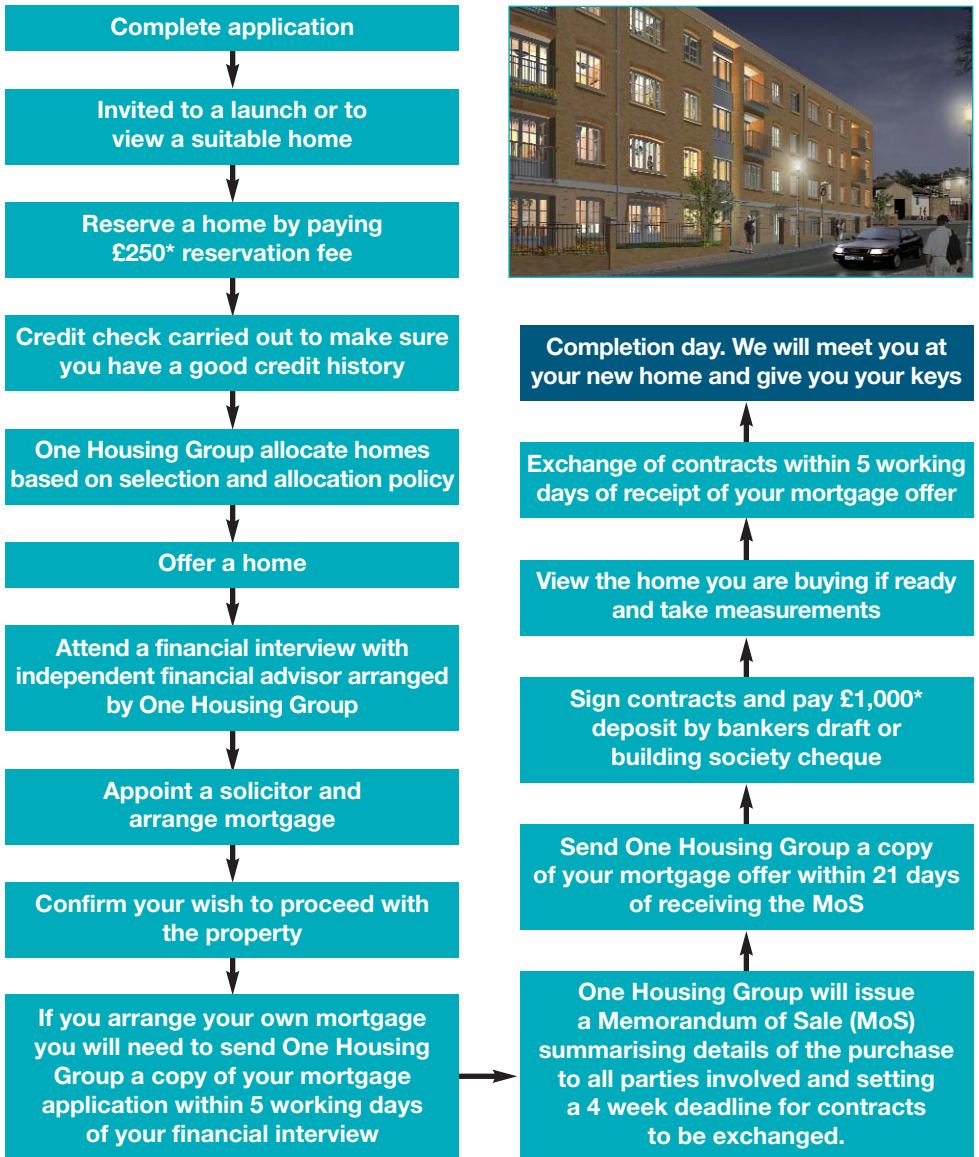 Complete application
Invited to a launch or to
view a suitable home
Reserve a home by paying
£250* reservation fee
Credit check carried out to make sure
you have a good credit history
One Housing Group allocate homes
based on selection and allocation policy
Offer a home
Attend a financial interview with
independent financial advisor arranged
by One Housing Group
Appoint a solicitor and
arrange mortgage
Confirm your wish to proceed with
the property
If you arrange your own mortgage
you will need to send One Housing
Group a copy of your mortgage
application within 5 working days
of your financial interview
One Housing Group will issue
a Memorandum of Sale (MoS)
summarising details of the purchase
to all parties involved and setting
a 4 week deadline for contracts
to be exchanged.
Send One Housing Group a copy
of your mortgage offer within 21 days
of receiving the MoS
Sign contracts and pay £1,000*
deposit by bankers draft or
building society cheque
View the home you are buying if ready
and take measurements
Exchange of contracts within 5 working
days of receipt of your mortgage offer
Completion day. We will meet you at
your new home and give you your keys